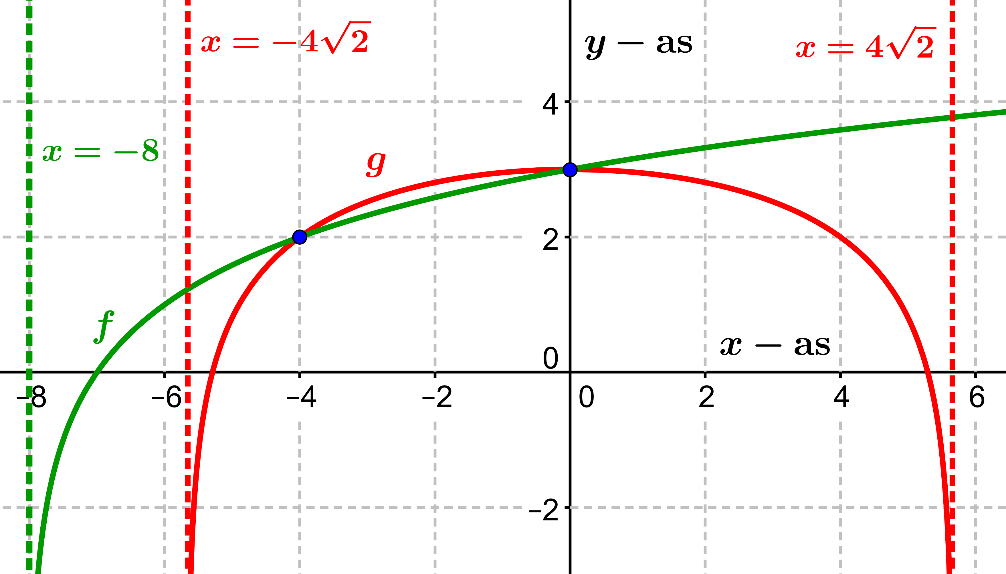 x = −4√2
y − as
x = 4√2
4
x = −8
g
2
f
x − as
0
−8
−6
−4
−2
0
2
4
6
−2